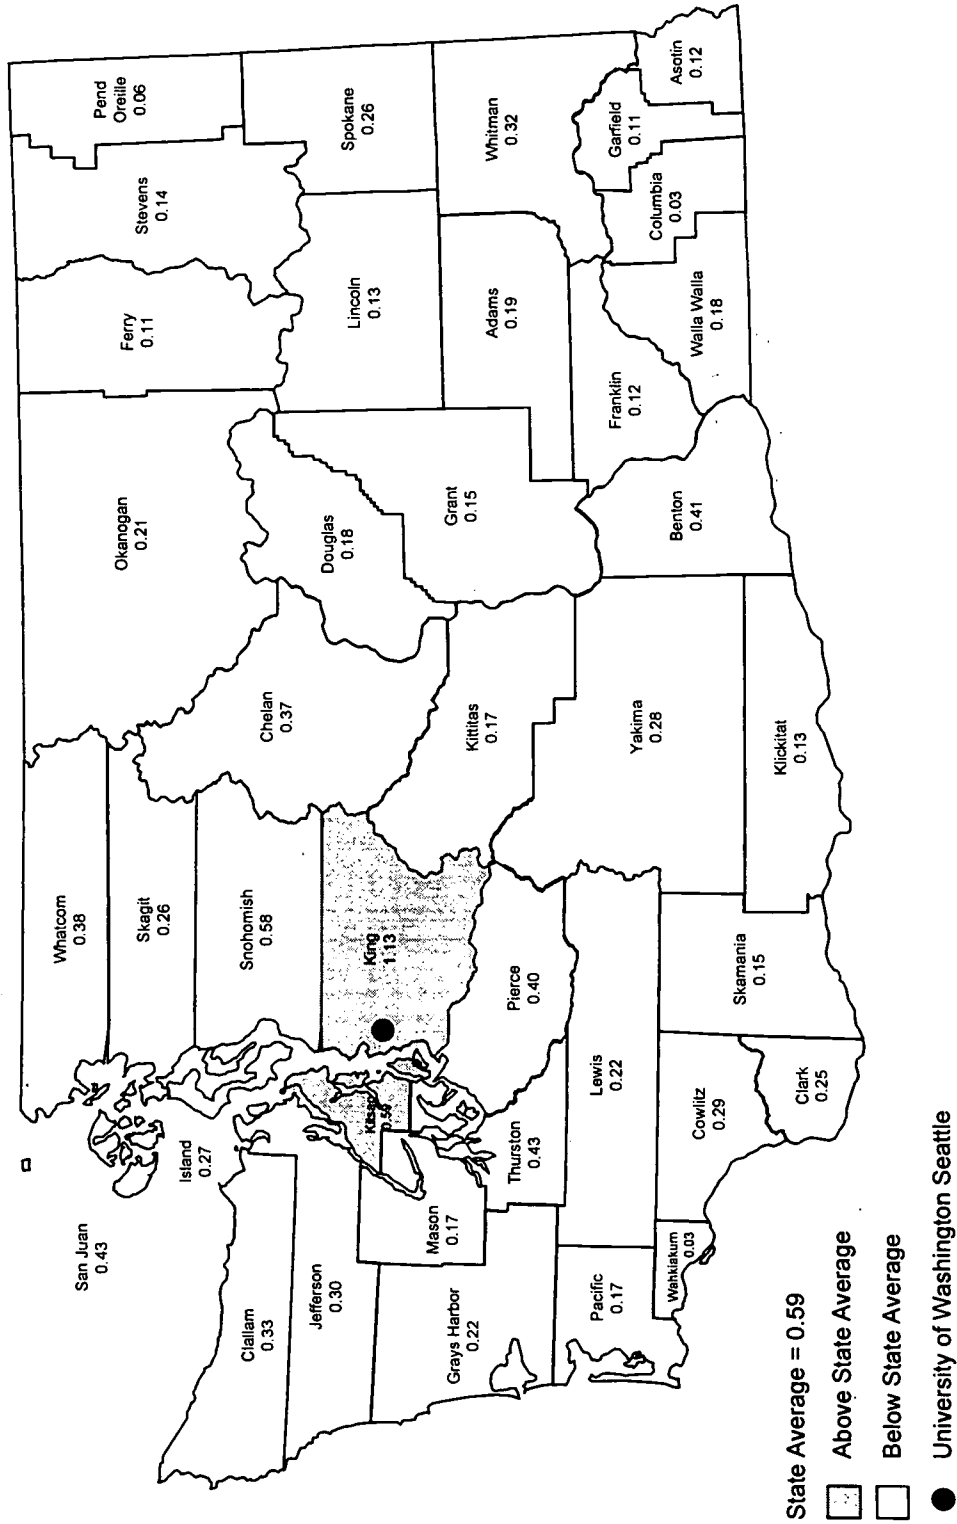 San Juan
0.43
Island
0.27
Whatcom
0.38
Skagit
0.26
Snohomish
0.58
Okanogan
0.21
Ferry
0.11
Stevens
0.14
Pend
Oreille
0.06
Clallam
0.33
Jefferson
0.30
Kitsap
0.59
King
1.13
Chelan
0.37
Douglas
0.18
Lincoln
0.13
Spokane
0.26
Grays Harbor
0.22
Mason
0.17
Thurston
0.43
Pierce
0.40
Kittitas
0.17
Grant
0.15
Adams
0.19
Whitman
0.32
Pacific
0.17
Lewis
0.22
Yakima
0.28
Benton
0.41
Franklin
0.12
Walla Walla
0.18
Columbia
0.03
Garfield
0.11
Asotin
0.12
Wahkiakum
0.03
Cowlitz
0.29
Clark
0.25
Skamania
0.15
Klickitat
0.13
State Average = 0.59
Above State Average
Below State Average
University of Washington Seattle